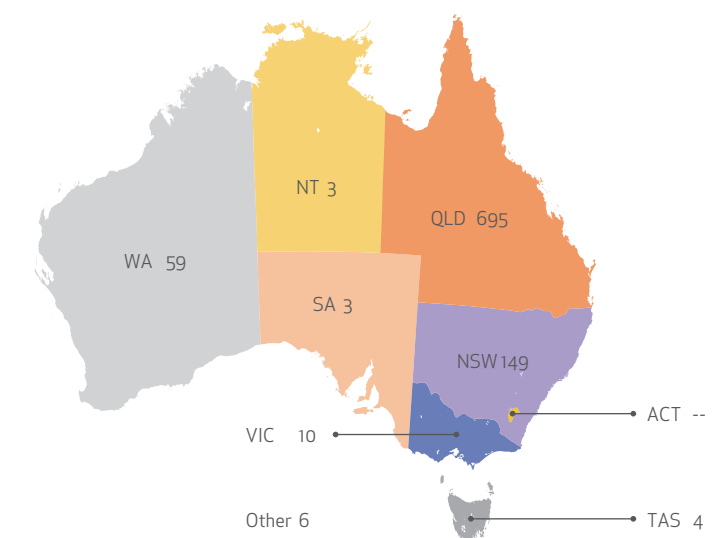 NT 3
QLD 695
WA 59
SA 3
NSW 149
ACT --
VIC 10
Other 6
TAS 4